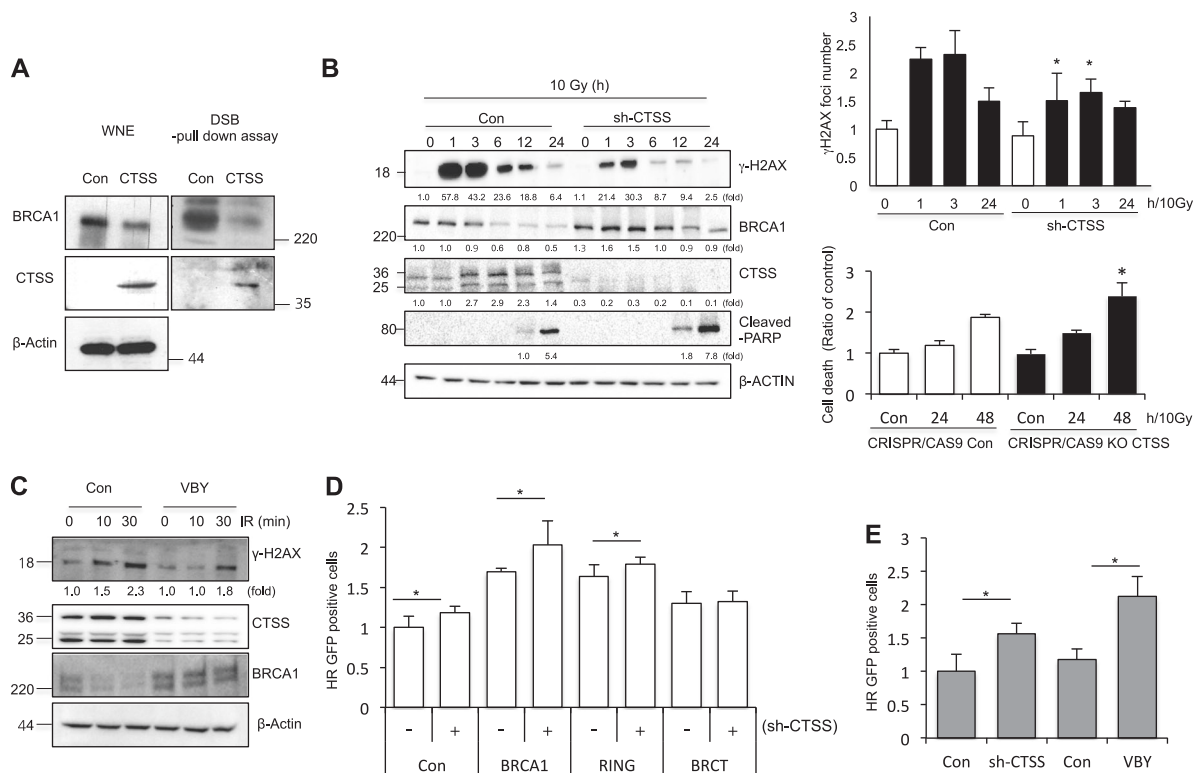 A
WNE
DSB
-pull down assay
Con CTSS Con CTSS
BRCA1
220
CTSS
35
β-Actin
44
B
10 Gy (h)
Con sh-CTSS
0 1 3 6 12 24 0 1 3 6 12 24
18 γ-H2AX
1.0 57.8 43.2 23.6 18.8 6.4 1.1 21.4 30.3 8.7 9.4 2.5 (fold)
220 BRCA1
1.0 1.0 0.9 0.6 0.8 0.5 1.3 1.6 1.5 1.0 0.9 0.9 (fold)
36 CTSS
25
1.0 1.0 2.7 2.9 2.3 1.4 0.3 0.2 0.3 0.2 0.1 0.1 (fold)
80 Cleaved
-PARP
1.0 5.4 1.8 7.8 (fold)
44 β-ACTIN
γH2AX foci number
3
2.5
2
1.5
1
0.5
0
* *
0 1 3 24 0 1 3 24 h/10Gy
Con sh-CTSS
Cell death (Ratio of control)
3
2
1
0
*
Con 24 48 Con 24 48 h/10Gy
CRISPR/CAS9 Con CRISPR/CAS9 KO CTSS
C
Con VBY
0 10 30 0 10 30 IR (min)
18 γ-H2AX
1.0 1.5 2.3 1.0 1.0 1.8 (fold)
36 CTSS
25
BRCA1
220
44 β-Actin
D
HR GFP positive cells
2.5
2
1.5
1
0.5
0
* * *
- + - + - + - + (sh-CTSS)
Con BRCA1 RING BRCT
E
HR GFP positive cells
3
2.5
2
1.5
1
0.5
0
* *
Con sh-CTSS Con VBY